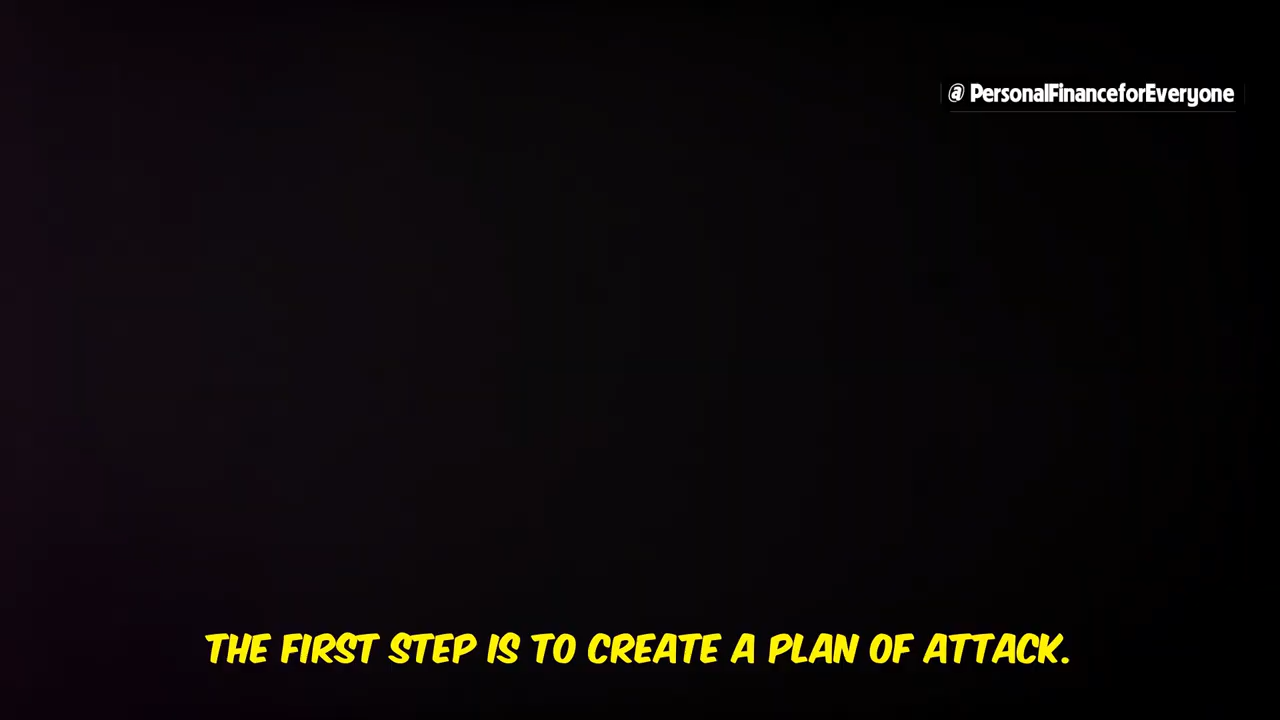 @ PersonalFinanceforEveryone
THE FIRST STEP IS TO CREATE A PLAN OF ATTACK.